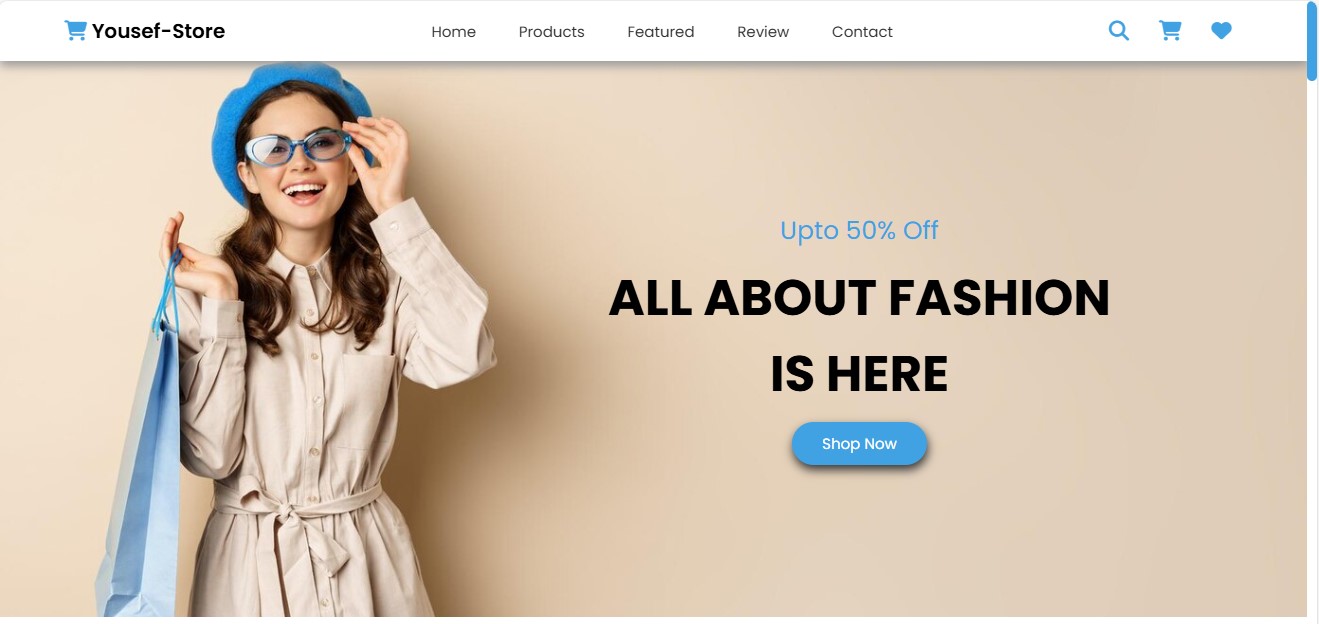 Yousef-Store
Home Products Featured Review Contact
Upto 50% Off
ALL ABOUT FASHION
IS HERE
Shop Now